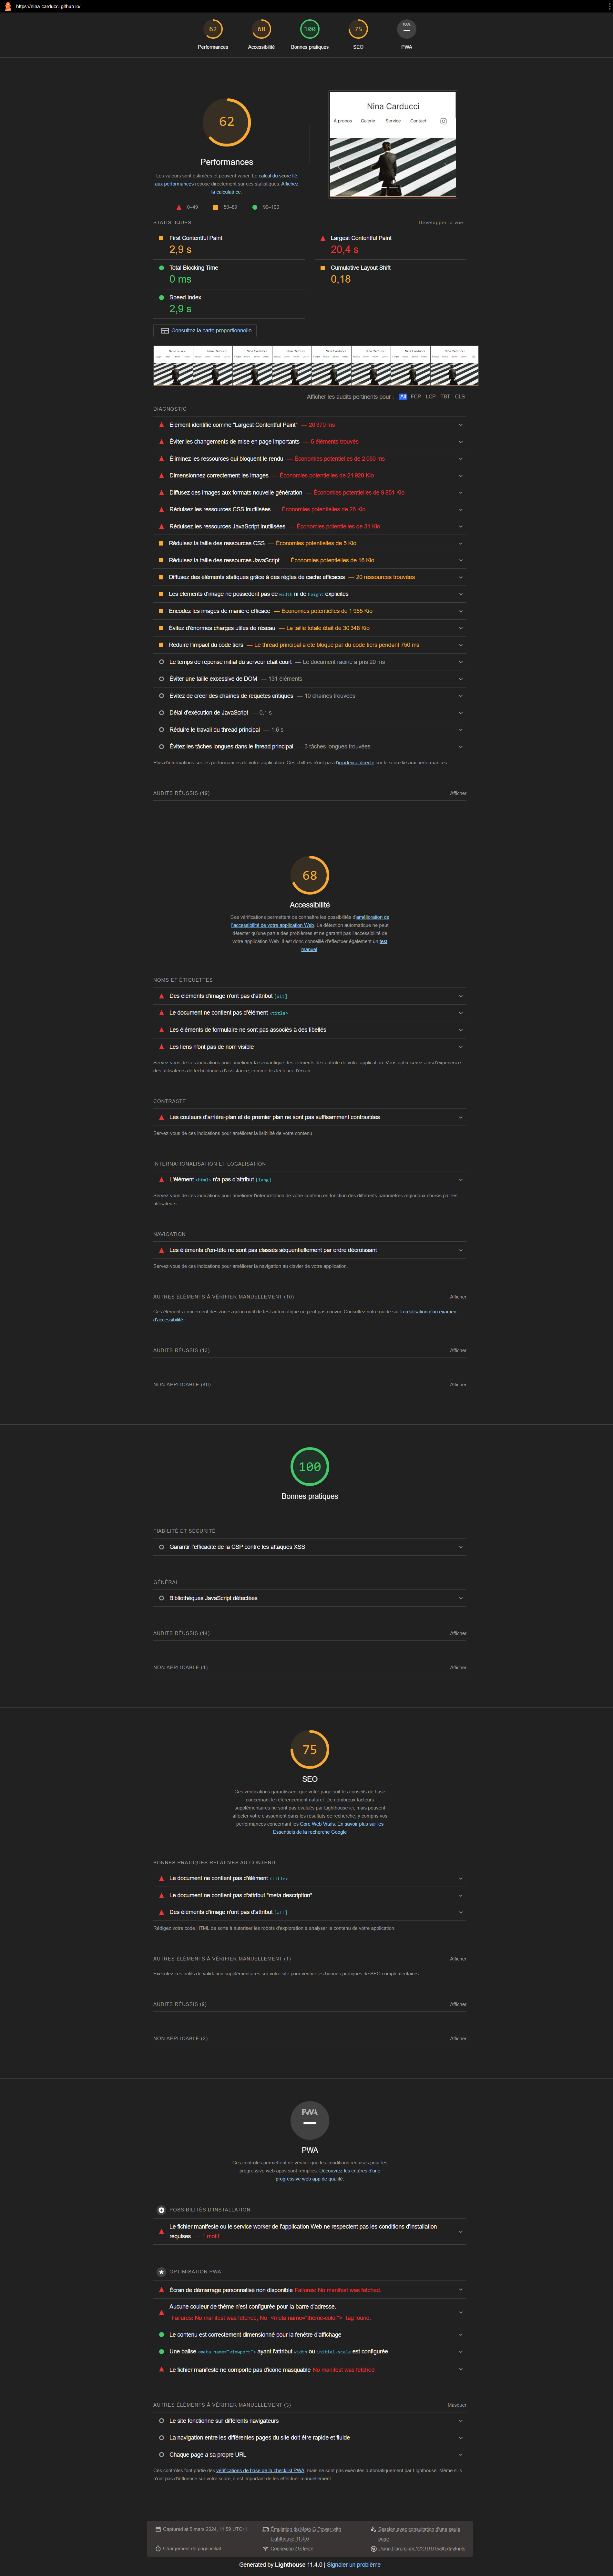 https://nina-carducci.github.io/
62
68
100
75
PWA
Performances
Accessibilité
Bonnes pratiques
SEO
PWA
62
Performances
Les valeurs sont estimées et peuvent varier. Le calcul du score lié
aux performances repose directement sur ces statistiques. Affichez
la calculatrice.
0–49
50–89
90–100
Nina Carducci
À propos
Galerie
Service
Contact
STATISTIQUES
Développer la vue
First Contentful Paint
2,9 s
Largest Contentful Paint
20,4 s
Total Blocking Time
0 ms
Cumulative Layout Shift
0,18
Speed Index
2,9 s
Consultez la carte proportionnelle
Nina Carducci
Nina Carducci
Nina Carducci
Nina Carducci
Nina Carducci
Nina Carducci
Nina Carducci
Nina Carducci
Afficher les audits pertinents pour : All FCP LCP TBT CLS
DIAGNOSTIC
Élément identifié comme "Largest Contentful Paint" — 20 370 ms
Éviter les changements de mise en page importants — 5 éléments trouvés
Éliminez les ressources qui bloquent le rendu — Économies potentielles de 2 080 ms
Dimensionnez correctement les images — Économies potentielles de 21 920 Kio
Diffusez des images aux formats nouvelle génération — Économies potentielles de 9 851 Kio
Réduisez les ressources CSS inutilisées — Économies potentielles de 26 Kio
Réduisez les ressources JavaScript inutilisées — Économies potentielles de 31 Kio
Réduisez la taille des ressources CSS — Économies potentielles de 5 Kio
Réduisez la taille des ressources JavaScript — Économies potentielles de 16 Kio
Diffusez des éléments statiques grâce à des règles de cache efficaces — 20 ressources trouvées
Les éléments d'image ne possèdent pas de width ni de height explicites
Encodez les images de manière efficace — Économies potentielles de 1 955 Kio
Évitez d'énormes charges utiles de réseau — La taille totale était de 30 346 Kio
Réduire l'impact du code tiers — Le thread principal a été bloqué par du code tiers pendant 750 ms
Le temps de réponse initial du serveur était court — Le document racine a pris 20 ms
Éviter une taille excessive de DOM — 131 éléments
Évitez de créer des chaînes de requêtes critiques — 10 chaînes trouvées
Délai d'exécution de JavaScript — 0,1 s
Réduire le travail du thread principal — 1,6 s
Évitez les tâches longues dans le thread principal — 3 tâches longues trouvées
Plus d'informations sur les performances de votre application. Ces chiffres n'ont pas d'incidence directe sur le score lié aux performances.
AUDITS RÉUSSIS (19)
Afficher
68
Accessibilité
Ces vérifications permettent de connaître les possibilités d'amélioration de
l'accessibilité de votre application Web. La détection automatique ne peut
détecter qu'une partie des problèmes et ne garantit pas l'accessibilité de
votre application Web. Il est donc conseillé d'effectuer également un test
manuel.
NOMS ET ÉTIQUETTES
Des éléments d'image n'ont pas d'attribut [alt]
Le document ne contient pas d'élément <title>
Les éléments de formulaire ne sont pas associés à des libellés
Les liens n'ont pas de nom visible
Servez-vous de ces indications pour améliorer la sémantique des éléments de contrôle de votre application. Vous optimiserez ainsi l'expérience
des utilisateurs de technologies d'assistance, comme les lecteurs d'écran.
CONTRASTE
Les couleurs d'arrière-plan et de premier plan ne sont pas suffisamment contrastées
Servez-vous de ces indications pour améliorer la lisibilité de votre contenu.
INTERNATIONALISATION ET LOCALISATION
L'élément <html> n'a pas d'attribut [lang]
Servez-vous de ces indications pour améliorer l'interprétation de votre contenu en fonction des différents paramètres régionaux choisis par les
utilisateurs.
NAVIGATION
Les éléments d'en-tête ne sont pas classés séquentiellement par ordre décroissant
Servez-vous de ces indications pour améliorer la navigation au clavier de votre application.
AUTRES ÉLÉMENTS À VÉRIFIER MANUELLEMENT (10)
Afficher
Ces éléments concernent des zones qu'un outil de test automatique ne peut pas couvrir. Consultez notre guide sur la réalisation d'un examen
d'accessibilité.
AUDITS RÉUSSIS (13)
Afficher
NON APPLICABLE (40)
Afficher
100
Bonnes pratiques
FIABILITÉ ET SÉCURITÉ
Garantir l'efficacité de la CSP contre les attaques XSS
GÉNÉRAL
Bibliothèques JavaScript détectées
AUDITS RÉUSSIS (14)
Afficher
NON APPLICABLE (1)
Afficher
75
SEO
Ces vérifications garantissent que votre page suit les conseils de base
concernant le référencement naturel. De nombreux facteurs
supplémentaires ne sont pas évalués par Lighthouse ici, mais peuvent
affecter votre classement dans les résultats de recherche, y compris vos
performances concernant les Core Web Vitals. En savoir plus sur les
Essentiels de la recherche Google.
BONNES PRATIQUES RELATIVES AU CONTENU
Le document ne contient pas d'élément <title>
Le document ne contient pas d'attribut "meta description"
Des éléments d'image n'ont pas d'attribut [alt]
Rédigez votre code HTML de sorte à autoriser les robots d'exploration à analyser le contenu de votre application.
AUTRES ÉLÉMENTS À VÉRIFIER MANUELLEMENT (1)
Afficher
Exécutez ces outils de validation supplémentaires sur votre site pour vérifier les bonnes pratiques de SEO complémentaires.
AUDITS RÉUSSIS (9)
Afficher
NON APPLICABLE (2)
Afficher
PWA
PWA
Ces contrôles permettent de vérifier que les conditions requises pour les
progressive web apps sont remplies. Découvrez les critères d'une
progressive web app de qualité.
POSSIBILITÉS D'INSTALLATION
Le fichier manifeste ou le service worker de l'application Web ne respectent pas les conditions d'installation
requises — 1 motif
OPTIMISATION PWA
Écran de démarrage personnalisé non disponible Failures: No manifest was fetched.
Aucune couleur de thème n'est configurée pour la barre d'adresse.
Failures: No manifest was fetched, No `<meta name="theme-color">` tag found.
Le contenu est correctement dimensionné pour la fenêtre d'affichage
Une balise <meta name="viewport"> ayant l'attribut width ou initial-scale est configurée
Le fichier manifeste ne comporte pas d'icône masquable No manifest was fetched
AUTRES ÉLÉMENTS À VÉRIFIER MANUELLEMENT (3)
Masquer
Le site fonctionne sur différents navigateurs
La navigation entre les différentes pages du site doit être rapide et fluide
Chaque page a sa propre URL
Ces contrôles font partie des vérifications de base de la checklist PWA, mais ne sont pas exécutés automatiquement par Lighthouse. Même s'ils
n'ont pas d'influence sur votre score, il est important de les effectuer manuellement.
Captured at 5 mars 2024, 11:59 UTC+1
Émulation du Moto G Power with
Lighthouse 11.4.0
Session avec consultation d'une seule
page
Chargement de page initial
Connexion 4G lente
Using Chromium 122.0.0.0 with devtools
Generated by Lighthouse 11.4.0 | Signaler un problème